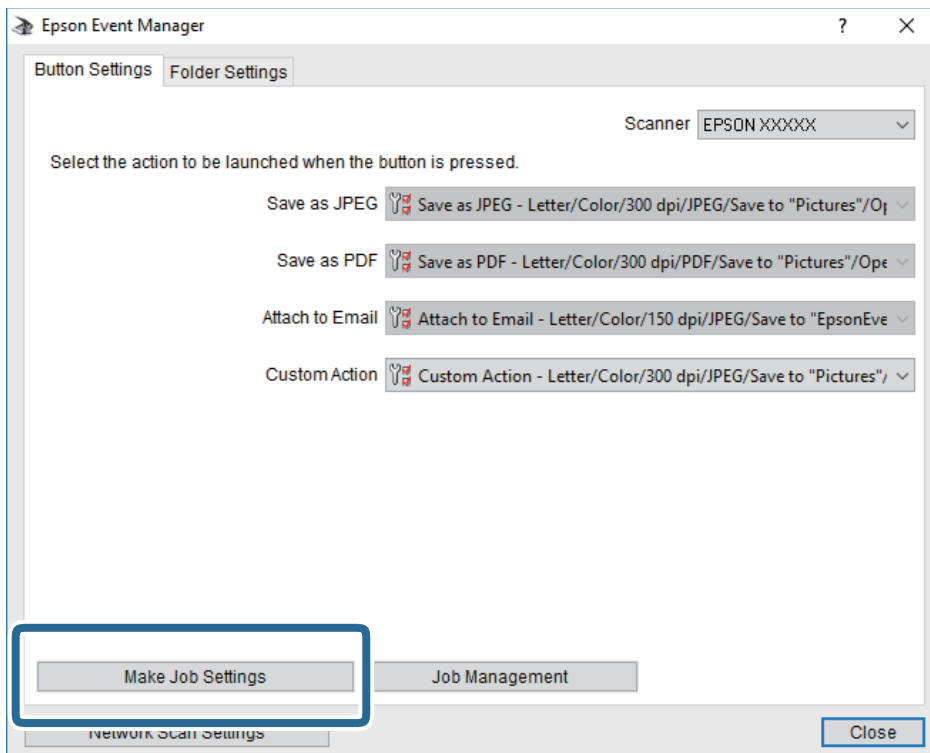 Epson Event Manager
Button Settings Folder Settings
Scanner EPSON XXXXX
Select the action to be launched when the button is pressed.
Save as JPEG Save as JPEG - Letter/Color/300 dpi/JPEG/Save to "Pictures"/Op
Save as PDF Save as PDF - Letter/Color/300 dpi/PDF/Save to "Pictures"/Ope
Attach to Email Attach to Email - Letter/Color/150 dpi/JPEG/Save to "EpsonEve
Custom Action Custom Action - Letter/Color/300 dpi/JPEG/Save to "Pictures"/
Make Job Settings Job Management
Network Scan Settings Close